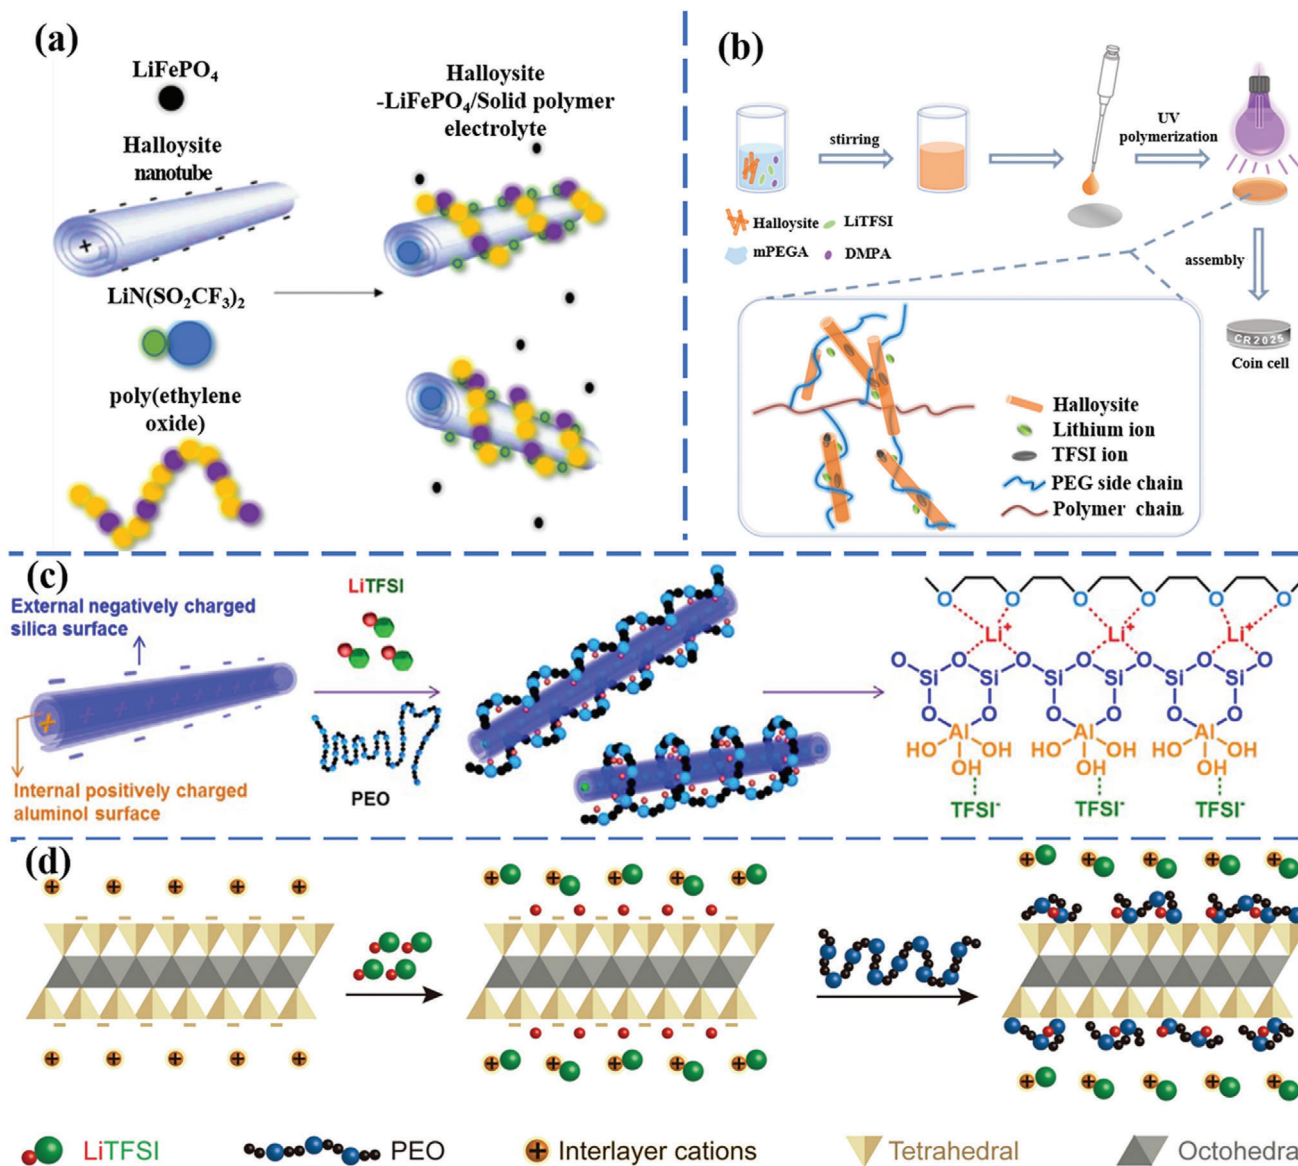 (a)
LiFePO4
Halloysite
nanotube
LiN(SO2CF3)2
poly(ethylene
oxide)
Halloysite
-LiFePO4/Solid polymer
electrolyte
(b)
stirring
UV
polymerization
Halloysite
LiTFSI
mPEGA
DMPA
assembly
CR2025
Coin cell
Halloysite
Lithium ion
TFSI ion
PEG side chain
Polymer chain
(c)
External negatively charged
silica surface
Internal positively charged
aluminol surface
LiTFSI
PEO
O O O O O O
Li+ Li+ Li+
O Si O Si O Si O Si O Si O Si O
O O O O O O
Al Al Al
HO OH HO OH HO OH
OH OH OH
TFSI- TFSI- TFSI-
(d)
LiTFSI
PEO
Interlayer cations
Tetrahedral
Octohedra